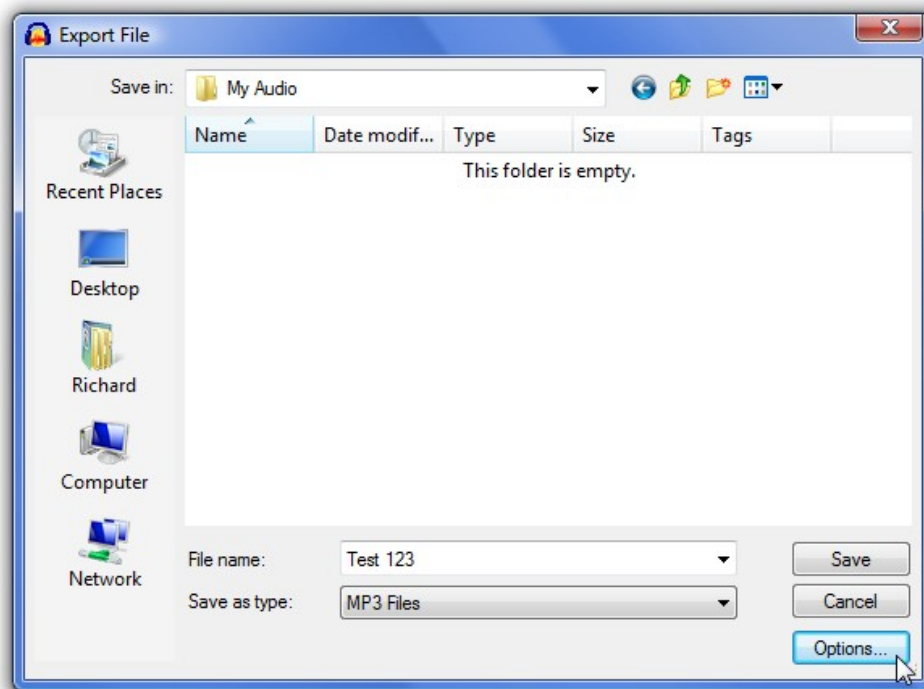 Export File
Save in:
My Audio
Name
Date modif...
Type
Size
Tags
This folder is empty.
Recent Places
Desktop
Richard
Computer
Network
File name:
Test 123
Save
Save as type:
MP3 Files
Cancel
Options...